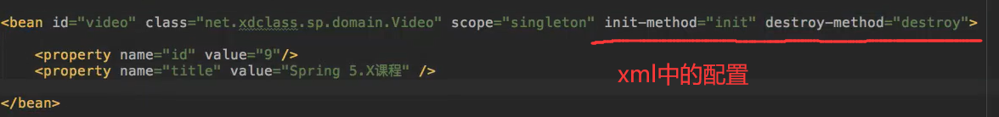 <bean id="video" class="net.xdclass.sp.domain.Video" scope="singleton" init-method="init" destroy-method="destroy">
<property name="id" value="9"/>
<property name="title" value="Spring 5.X课程" />
xml中的配置
</bean>